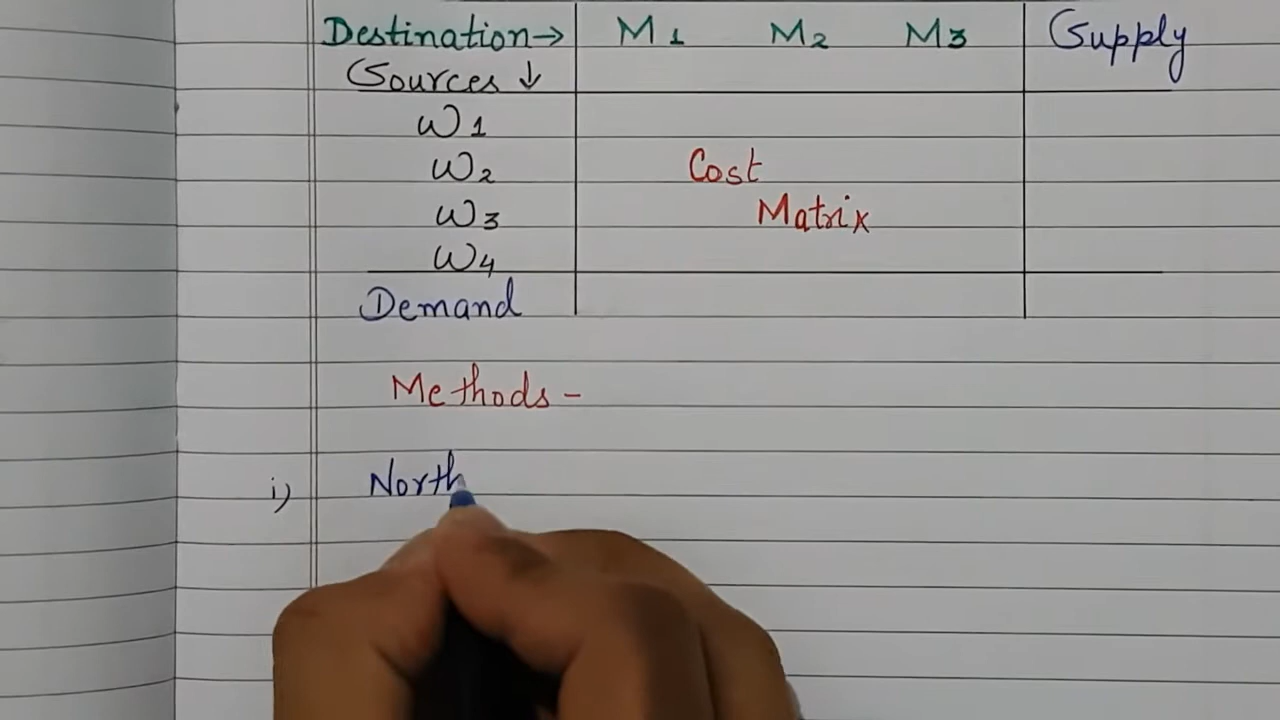 Destination→ M1 M2 M3 Supply
Sources ↓
W1
W2 Cost
W3 Matrix
W4
Demand
Methods -
i) North